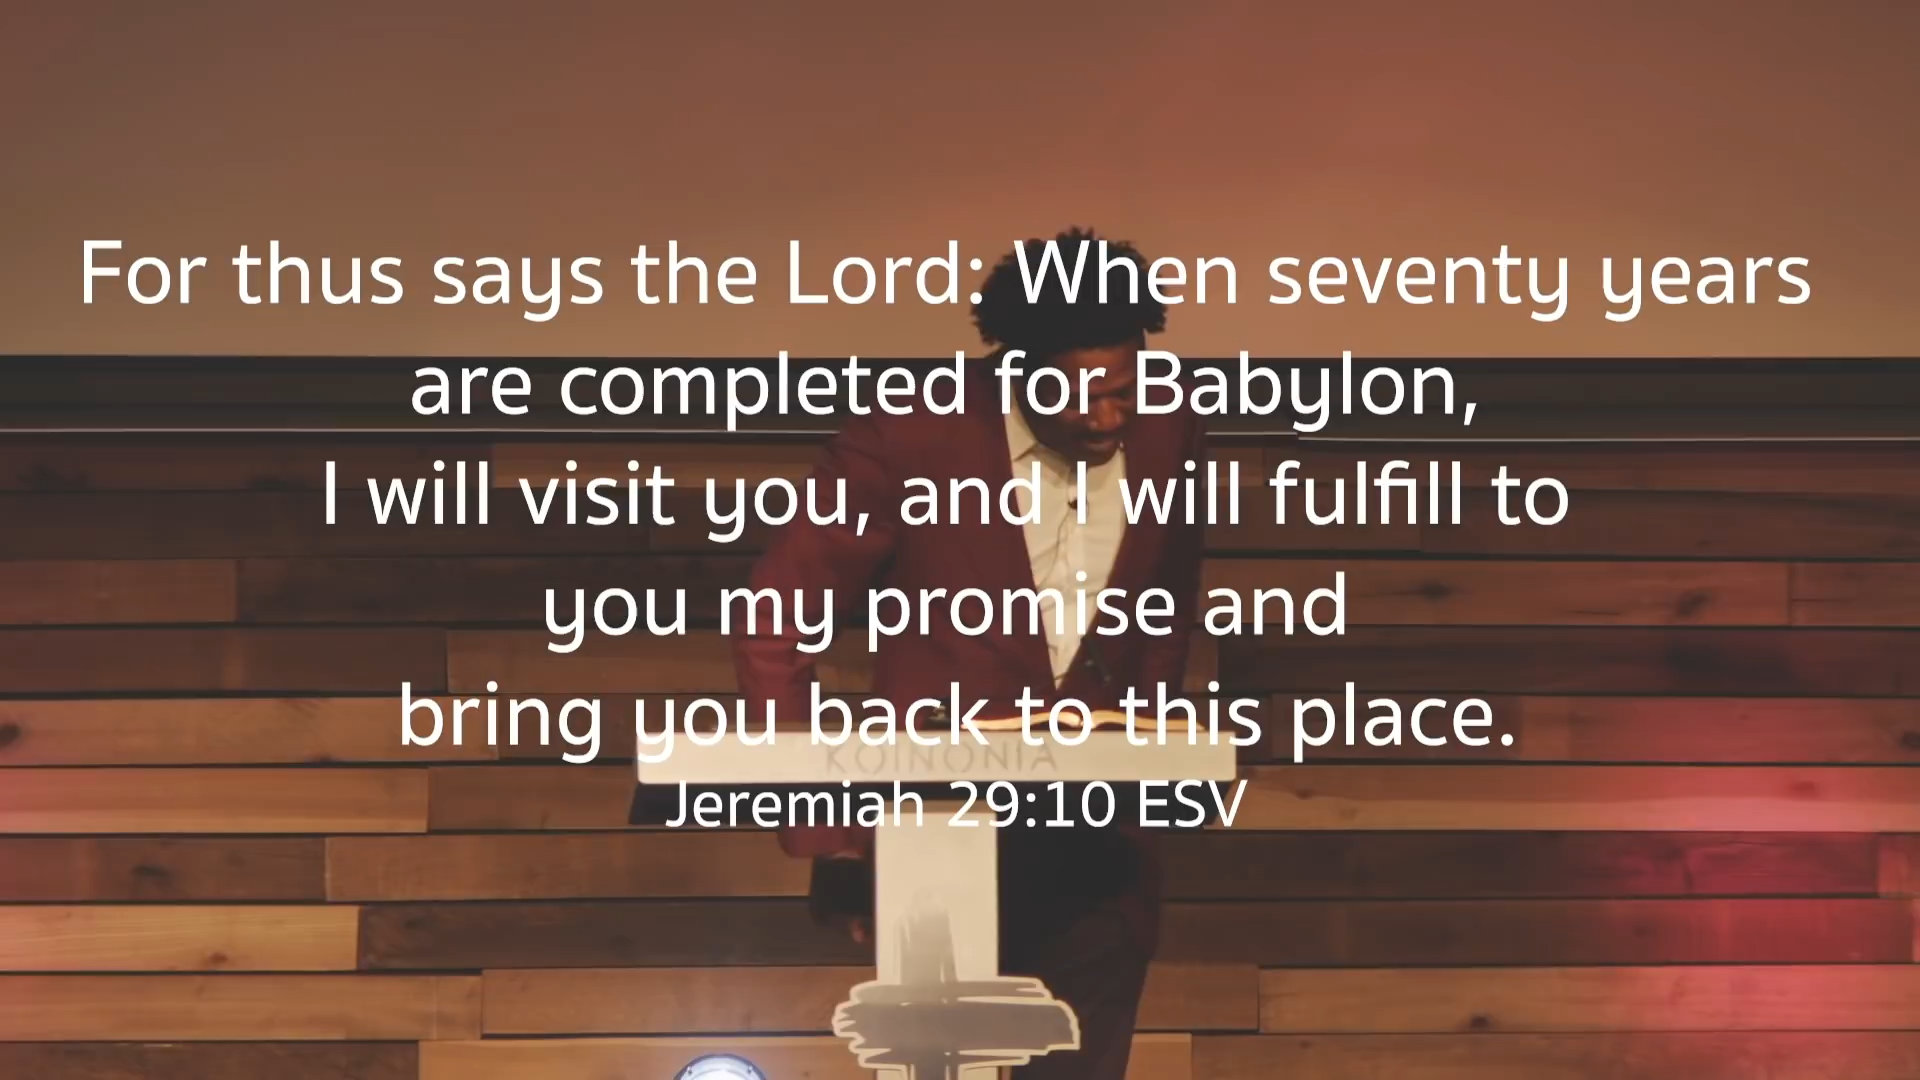 For thus says the Lord: When seventy years
are completed for Babylon,
I will visit you, and I will fulfill to
you my promise and
bring you back to this place.
KOINONIA
Jeremiah 29:10 ESV